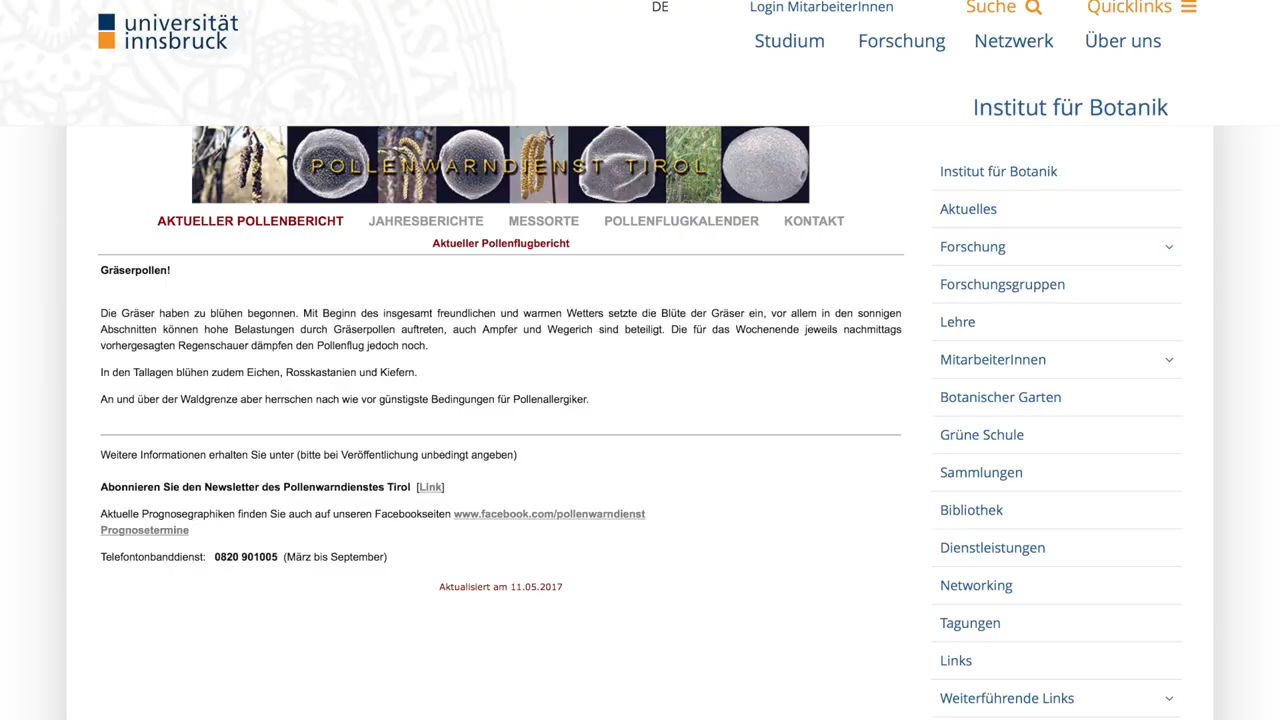 universität
innsbruck
DE
Login MitarbeiterInnen
Suche
Quicklinks
Studium Forschung Netzwerk Über uns
Institut für Botanik
POLLENWARNDIENST TIROL
AKTUELLER POLLENBERICHT JAHRESBERICHTE MESSORTE POLLENFLUGKALENDER KONTAKT
Aktueller Pollenflugbericht
Gräserpollen!
Die Gräser haben zu blühen begonnen. Mit Beginn des insgesamt freundlichen und warmen Wetters setzte die Blüte der Gräser ein, vor allem in den sonnigen
Abschnitten können hohe Belastungen durch Gräserpollen auftreten, auch Ampfer und Wegerich sind beteiligt. Die für das Wochenende jeweils nachmittags
vorhergesagten Regenschauer dämpfen den Pollenflug jedoch noch.
In den Tallagen blühen zudem Eichen, Rosskastanien und Kiefern.
An und über der Waldgrenze aber herrschen nach wie vor günstigste Bedingungen für Pollenallergiker.
Weitere Informationen erhalten Sie unter (bitte bei Veröffentlichung unbedingt angeben)
Abonnieren Sie den Newsletter des Pollenwarndienstes Tirol [Link]
Aktuelle Prognosegraphiken finden Sie auch auf unseren Facebookseiten www.facebook.com/pollenwarndienst
Prognosetermine
Telefontonbanddienst: 0820 901005 (März bis September)
Aktualisiert am 11.05.2017
Institut für Botanik
Aktuelles
Forschung
Forschungsgruppen
Lehre
MitarbeiterInnen
Botanischer Garten
Grüne Schule
Sammlungen
Bibliothek
Dienstleistungen
Networking
Tagungen
Links
Weiterführende Links